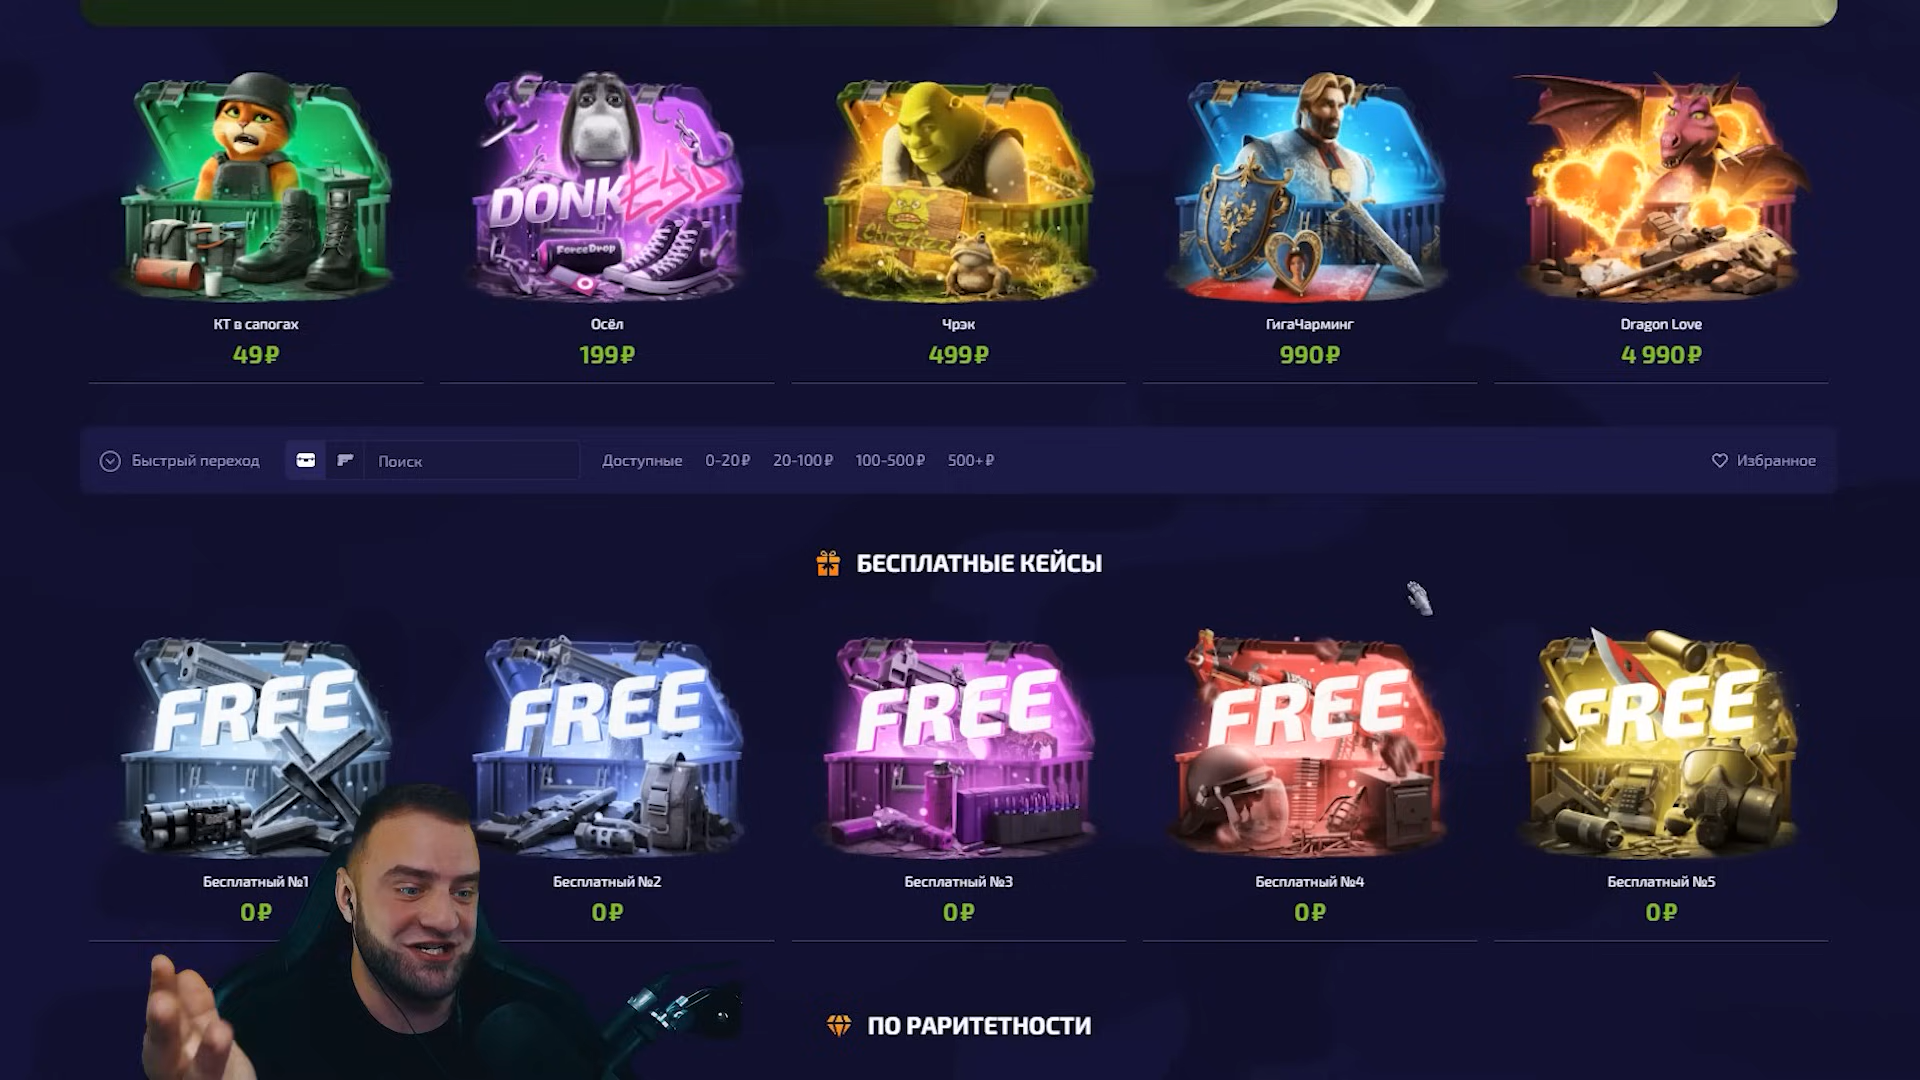 DONK ESD
ForceDrop
КТ в сапогах
49₽
Осёл
199₽
Чрэк
499₽
ГигаЧарминг
990₽
Dragon Love
4 990₽
Быстрый переход
Поиск
Доступные
0-20₽
20-100₽
100-500₽
500+₽
Избранное
БЕСПЛАТНЫЕ КЕЙСЫ
FREE
FREE
FREE
FREE
FREE
Бесплатный №1
0₽
Бесплатный №2
0₽
Бесплатный №3
0₽
Бесплатный №4
0₽
Бесплатный №5
0₽
ПО РАРИТЕТНОСТИ